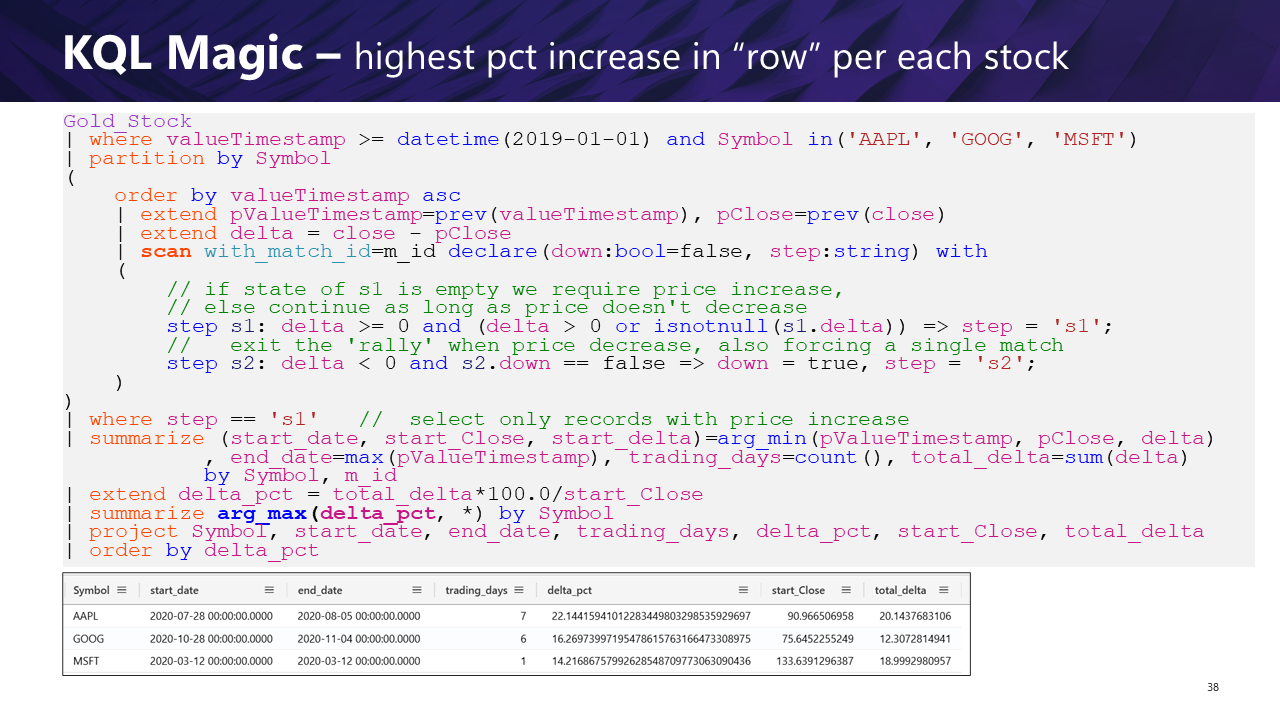 KQL Magic – highest pct increase in “row” per each stock
Gold_Stock
| where valueTimestamp >= datetime(2019-01-01) and Symbol in('AAPL', 'GOOG', 'MSFT')
| partition by Symbol
(
    order by valueTimestamp asc
    | extend pValueTimestamp=prev(valueTimestamp), pClose=prev(close)
    | extend delta = close - pClose
    | scan with_match_id=m_id declare(down:bool=false, step:string) with
    (
        // if state of s1 is empty we require price increase,
        // else continue as long as price doesn't decrease
        step s1: delta >= 0 and (delta > 0 or isnotnull(s1.delta)) => step = 's1';
        //   exit the 'rally' when price decrease, also forcing a single match
        step s2: delta < 0 and s2.down == false => down = true, step = 's2';
    )
)
| where step == 's1'   //  select only records with price increase
| summarize (start_date, start_Close, start_delta)=arg_min(pValueTimestamp, pClose, delta)
           , end_date=max(pValueTimestamp), trading_days=count(), total_delta=sum(delta)
           by Symbol, m_id
| extend delta_pct = total_delta*100.0/start_Close
| summarize arg_max(delta_pct, *) by Symbol
| project Symbol, start_date, end_date, trading_days, delta_pct, start_Close, total_delta
| order by delta_pct
Symbol start_date end_date trading_days delta_pct start_Close total_delta
AAPL 2020-07-28 00:00:00.0000 2020-08-05 00:00:00.0000 7 22.14415941012283449803298535929697 90.966506958 20.1437683106
GOOG 2020-10-28 00:00:00.0000 2020-11-04 00:00:00.0000 6 16.26973997195478615763166473308975 75.6452255249 12.3072814941
MSFT 2020-03-12 00:00:00.0000 2020-03-12 00:00:00.0000 1 14.21686757992628548709773063090436 133.6391296387 18.9992980957
38